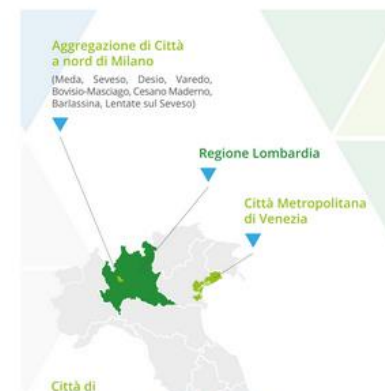 Aggregazione di Città
a nord di Milano
(Meda, Seveso, Desio, Varedo,
Bovisio-Masciago, Cesano Maderno,
Barlassina, Lentate sul Seveso)
Regione Lombardia
Città Metropolitana
di Venezia
Città di